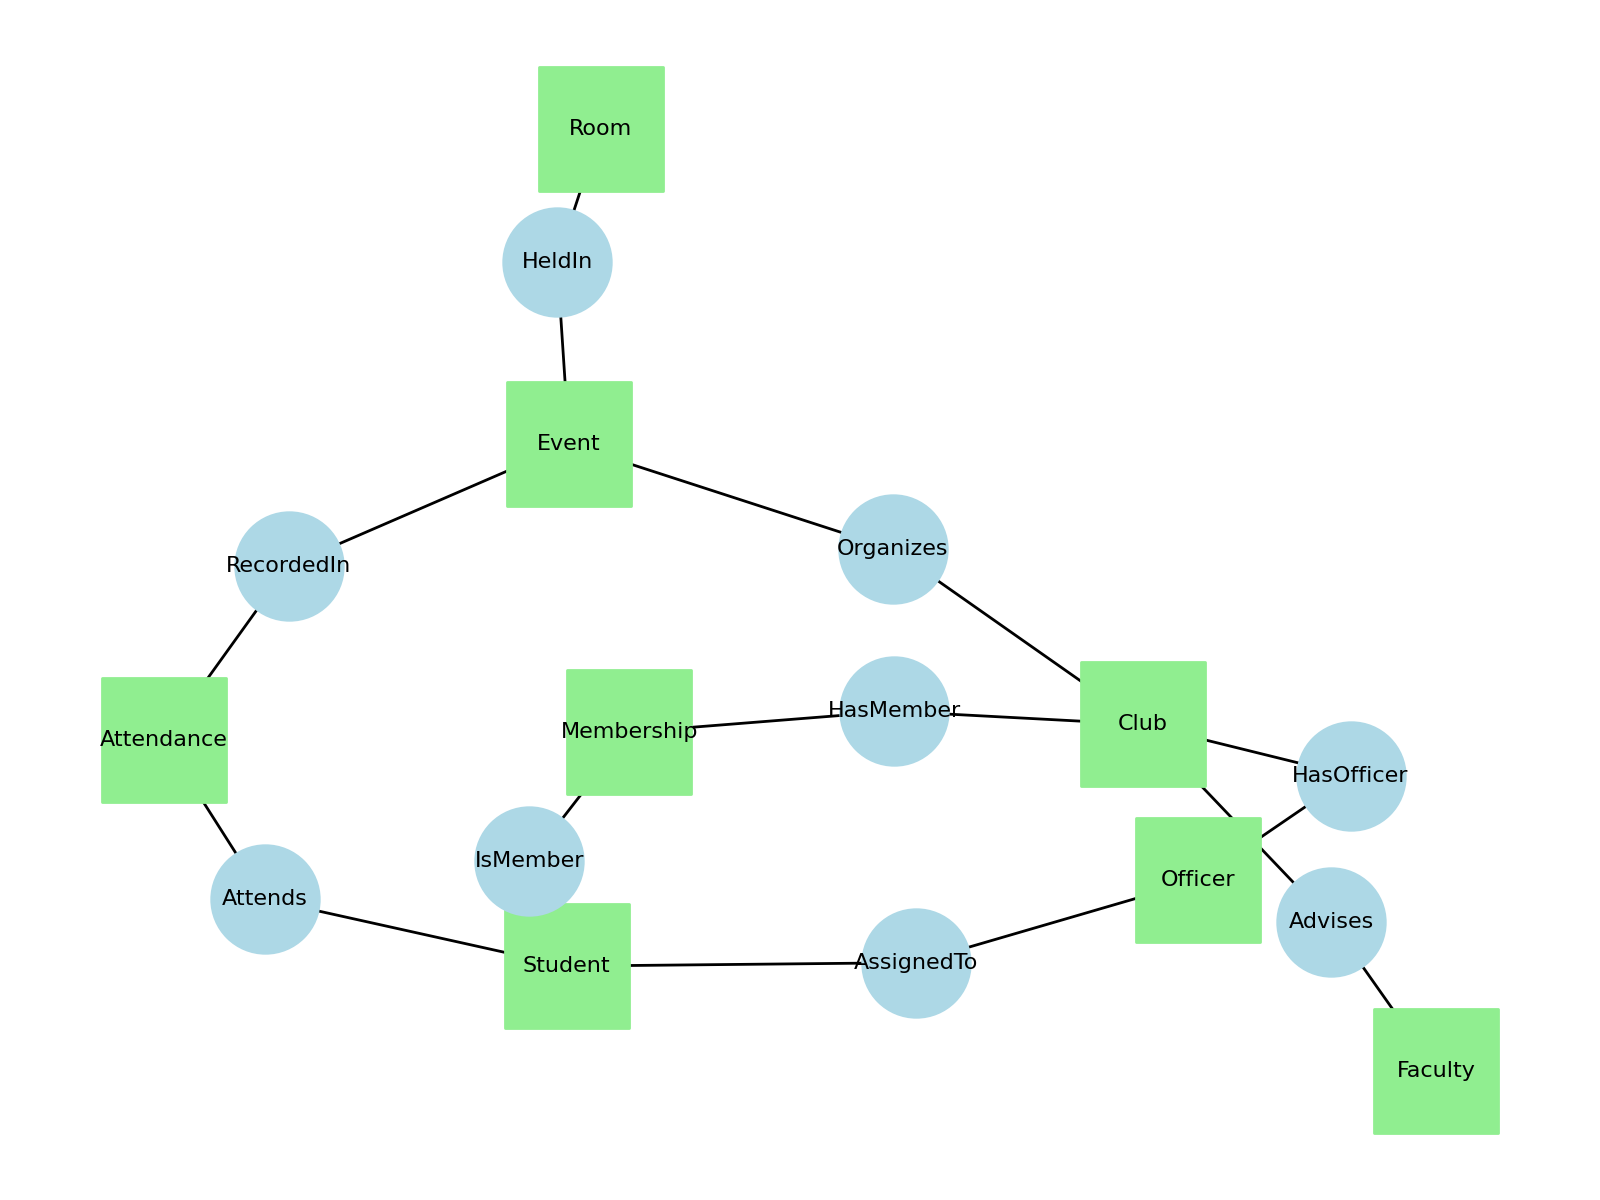 Room
HeldIn
Event
Organizes
RecordedIn
HasMember
Club
Membership
Attendance
HasOfficer
IsMember
Officer
Attends
Advises
AssignedTo
Student
Faculty